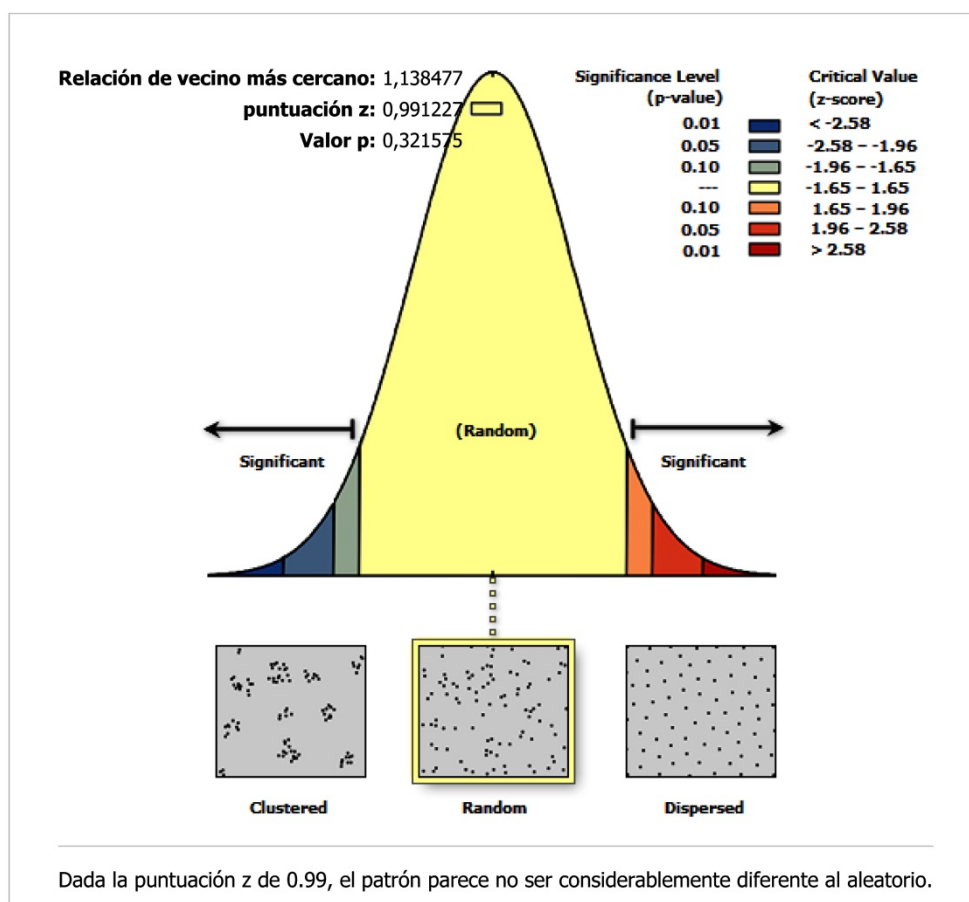 Relación de vecino más cercano: 1,138477
puntuación z: 0,991227
Valor p: 0,321575
Significance Level
(p-value)
Critical Value
(z-score)
0.01 < -2.58
0.05 -2.58 – -1.96
0.10 -1.96 – -1.65
--- -1.65 – 1.65
0.10 1.65 – 1.96
0.05 1.96 – 2.58
0.01 > 2.58
(Random)
Significant
Significant
Clustered
Random
Dispersed
Dada la puntuación z de 0.99, el patrón parece no ser considerablemente diferente al aleatorio.